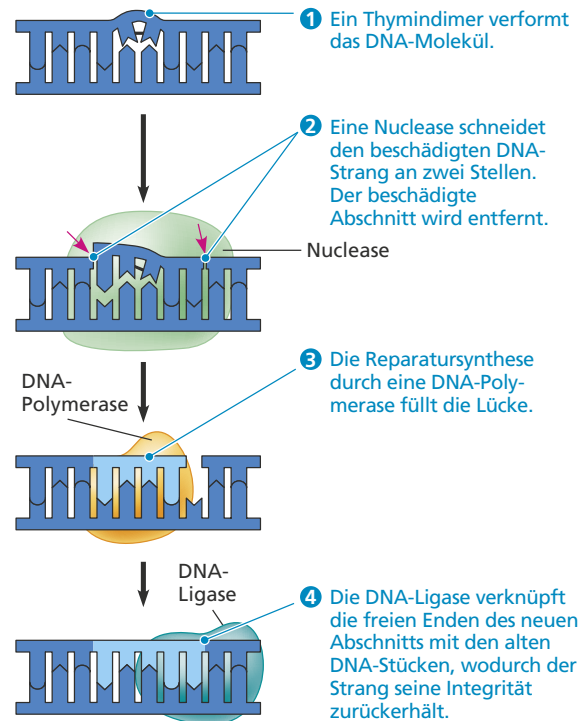 1 Ein Thymindimer verformt
das DNA-Molekül.
2 Eine Nuclease schneidet
den beschädigten DNA-
Strang an zwei Stellen.
Der beschädigte
Abschnitt wird entfernt.
Nuclease
3 Die Reparatursynthese
durch eine DNA-Poly-
merase füllt die Lücke.
DNA-
Polymerase
DNA-
Ligase
4 Die DNA-Ligase verknüpft
die freien Enden des neuen
Abschnitts mit den alten
DNA-Stücken, wodurch der
Strang seine Integrität
zurückerhält.